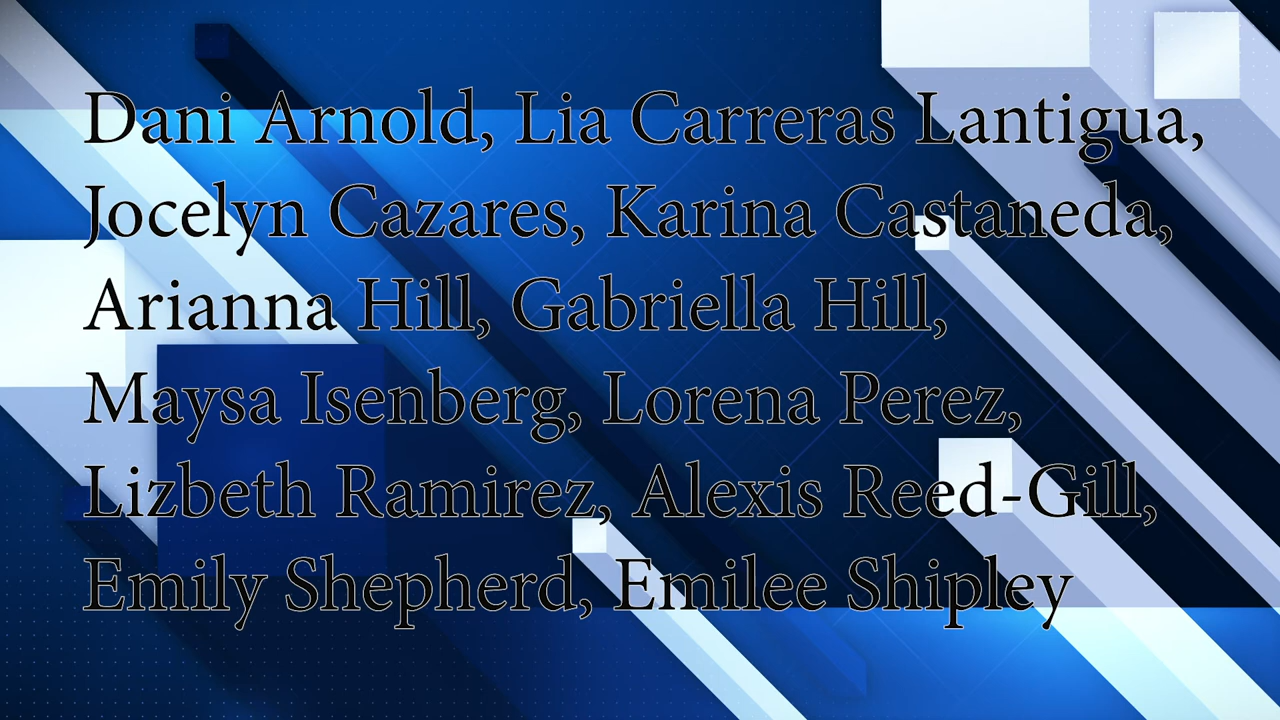 Dani Arnold, Lia Carreras Lantigua,
Jocelyn Cazares, Karina Castaneda,
Arianna Hill, Gabriella Hill,
Maysa Isenberg, Lorena Perez,
Lizbeth Ramirez, Alexis Reed-Gill,
Emily Shepherd, Emilee Shipley